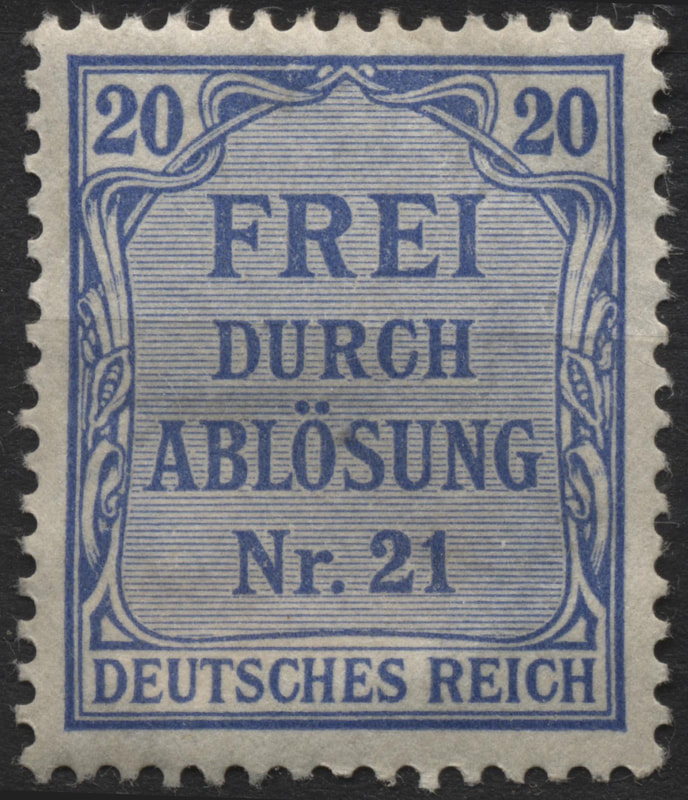 20 20
FREI
DURCH
ABLÖSUNG
Nr. 21
DEUTSCHES REICH